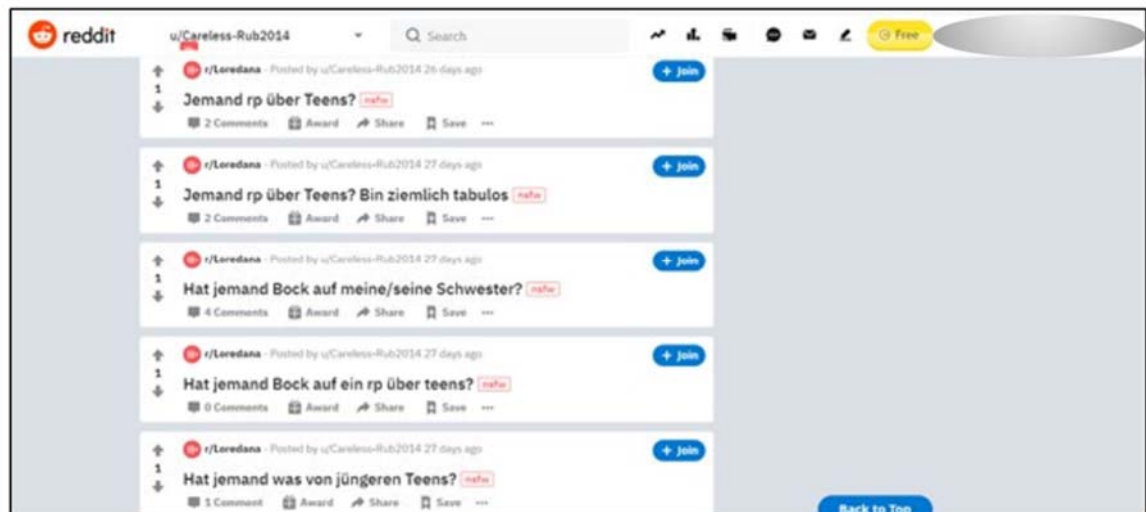 reddit u/Careless-Rub2014 Search Free
r/Loredana · Posted by u/Careless-Rub2014 26 days ago + Join
1
Jemand rp über Teens? nsfw
2 Comments Award Share Save
r/Loredana · Posted by u/Careless-Rub2014 27 days ago + Join
1
Jemand rp über Teens? Bin ziemlich tabulos nsfw
2 Comments Award Share Save
r/Loredana · Posted by u/Careless-Rub2014 27 days ago + Join
1
Hat jemand Bock auf meine/seine Schwester? nsfw
4 Comments Award Share Save
r/Loredana · Posted by u/Careless-Rub2014 27 days ago + Join
1
Hat jemand Bock auf ein rp über teens? nsfw
0 Comments Award Share Save
r/Loredana · Posted by u/Careless-Rub2014 27 days ago + Join
1
Hat jemand was von jüngeren Teens? nsfw
1 Comment Award Share Save
Back to Top